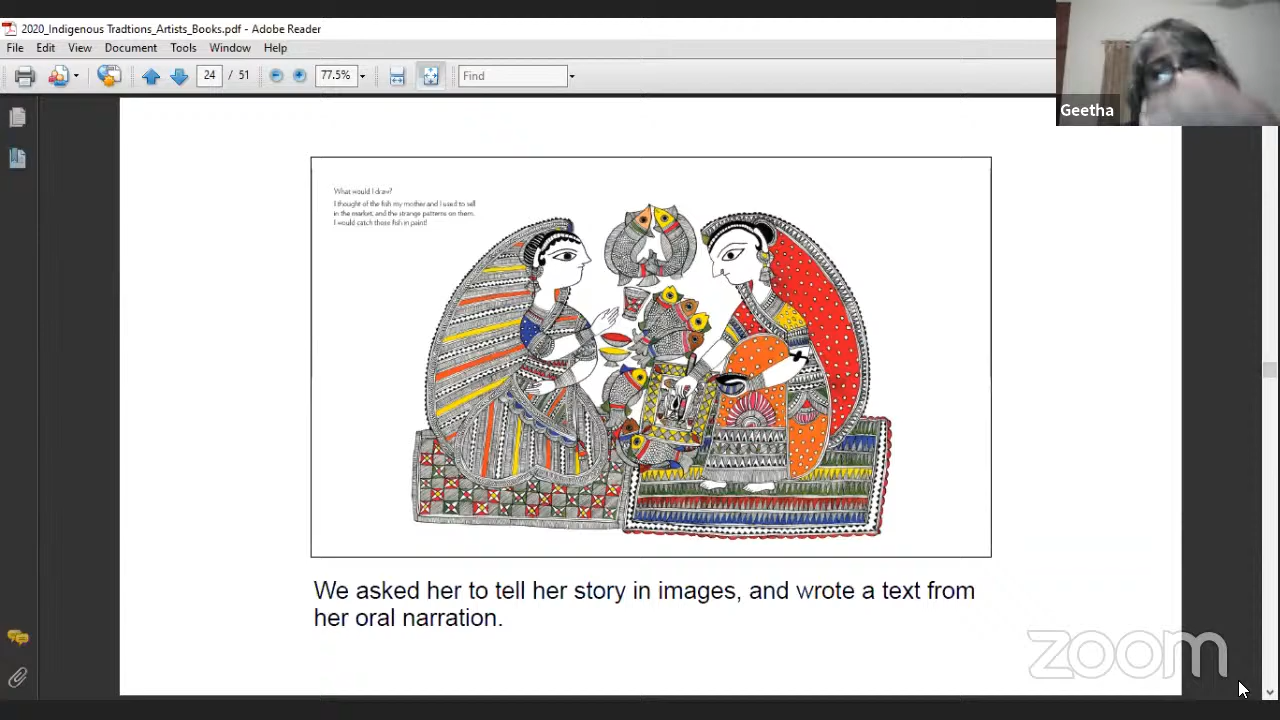 2020_Indigenous Tradtions_Artists_Books.pdf - Adobe Reader
File Edit View Document Tools Window Help
24 / 51 77.5% Find
Geetha
What would I draw?
I thought of the fish my mother and I used to sell
in the market, and the strange patterns on them.
I would catch those fish in paint!
We asked her to tell her story in images, and wrote a text from
her oral narration.
zoom